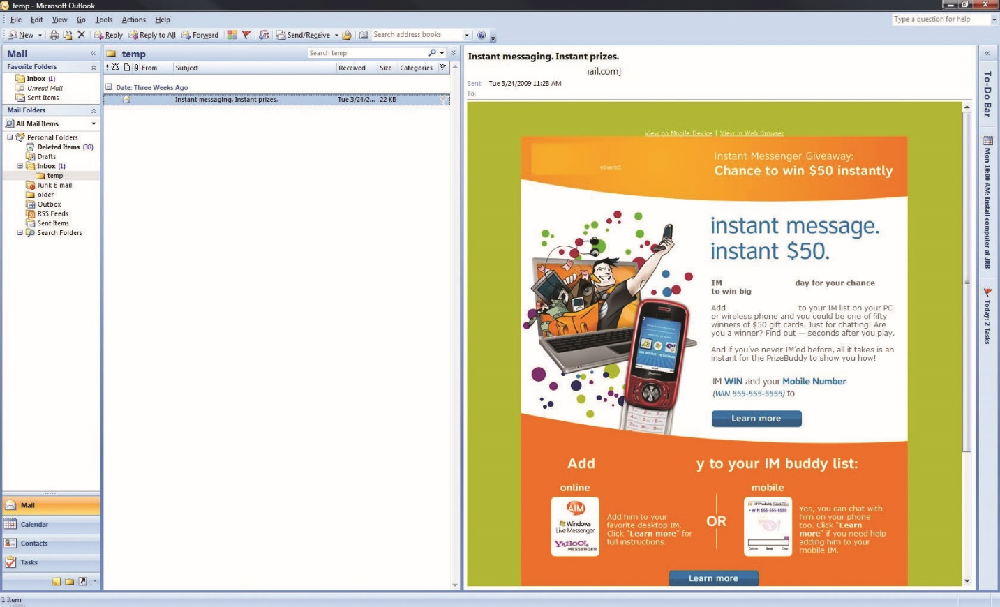 temp - Microsoft Outlook
File Edit View Go Tools Actions Help
Type a question for help
New Reply Reply to All Forward Send/Receive Search address books
Mail
Favorite Folders
Inbox (1)
Unread Mail
Sent Items
Mail Folders
All Mail Items
Personal Folders
Deleted Items (38)
Drafts
Inbox (1)
temp
Junk E-mail
older
Outbox
RSS Feeds
Sent Items
Search Folders
Mail
Calendar
Contacts
Tasks
1 Item
temp
Search temp
From Subject Received Size Categories
Date: Three Weeks Ago
Instant messaging. Instant prizes. Tue 3/24/2... 22 KB
Instant messaging. Instant prizes.
ail.com]
Sent: Tue 3/24/2009 11:28 AM
To:
View on Mobile Device | View in Web Browser
elivered
Instant Messenger Giveaway:
Chance to win $50 instantly
instant message.
instant $50.
IM day for your chance
to win big
Add to your IM list on your PC
or wireless phone and you could be one of fifty
winners of $50 gift cards. Just for chatting! Are
you a winner? Find out — seconds after you play.
And if you've never IM'ed before, all it takes is an
instant for the PrizeBuddy to show you how!
IM WIN and your Mobile Number
(WIN 555-555-5555) to
Learn more
Add y to your IM buddy list:
online
AIM
Windows
Live Messenger
YAHOO!
MESSENGER
Add him to your
favorite desktop IM.
Click "Learn more" for
full instructions.
OR
mobile
WIN 555-555-5555
Options Send Clear
Yes, you can chat with
him on your phone
too. Click "Learn
more" if you need help
adding him to your
mobile IM.
Learn more
To-Do Bar
Mon 10:00 AM: Install computer at JRB
Today: 2 Tasks